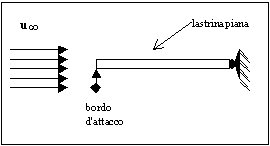 u∞
lastrina piana
bordo
d'attacco